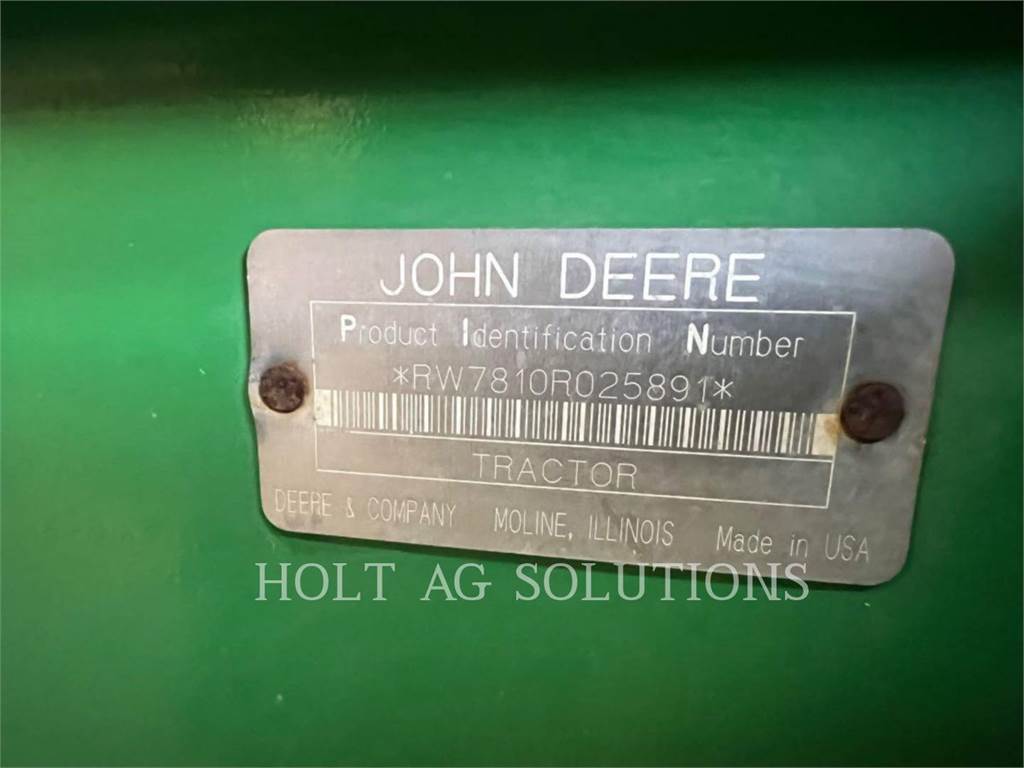 JOHN DEERE
Product Identification Number
*RW7810R025891*
TRACTOR
DEERE & COMPANY MOLINE, ILLINOIS Made in USA
HOLT AG SOLUTIONS